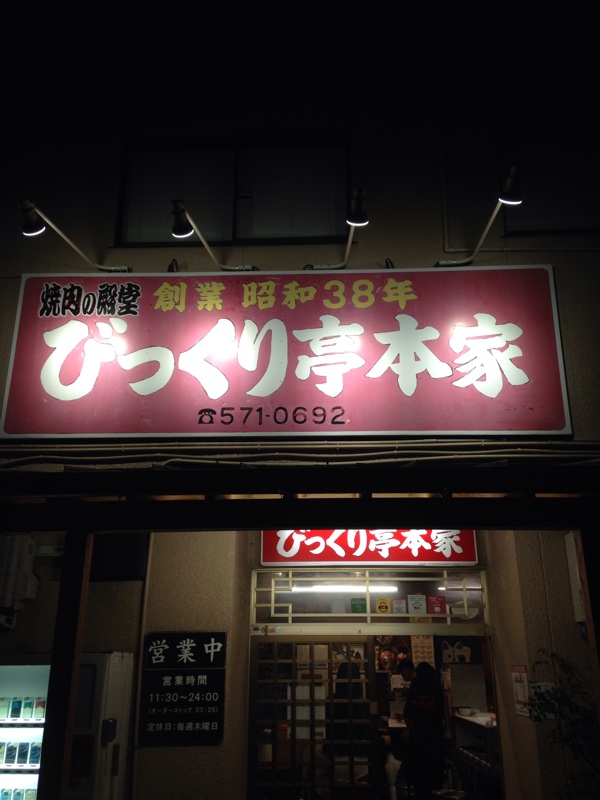 焼肉の殿堂 創業 昭和38年
びっくり亭本家
☎571-0692
びっくり亭本家
営業中
営業時間
11:30〜24:00
(オーダーストップ 23:25)
定休日:毎週木曜日